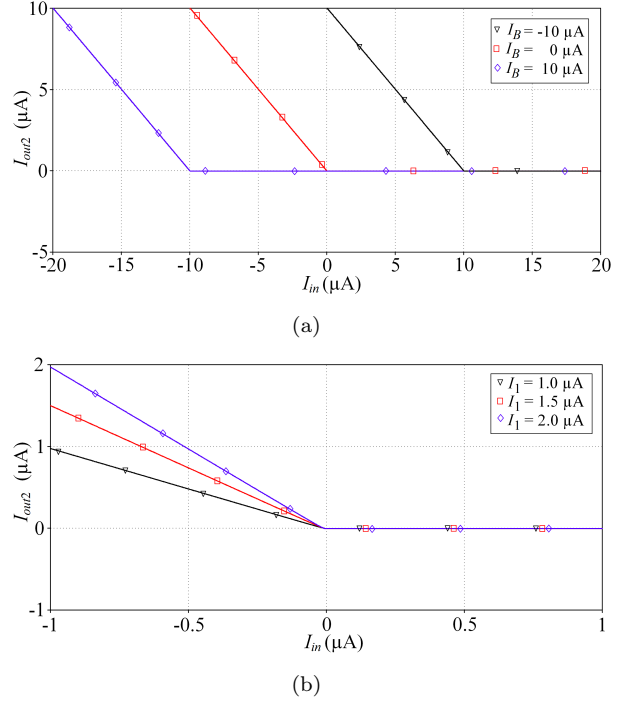 10
5
0
-5
I_out2 (µA)
I_B = -10 µA
I_B = 0 µA
I_B = 10 µA
-20 -15 -10 -5 0 5 10 15 20
I_in (µA)
(a)
2
1
0
-1
I_out2 (µA)
I_1 = 1.0 µA
I_1 = 1.5 µA
I_1 = 2.0 µA
-1 -0.5 0 0.5 1
I_in (µA)
(b)